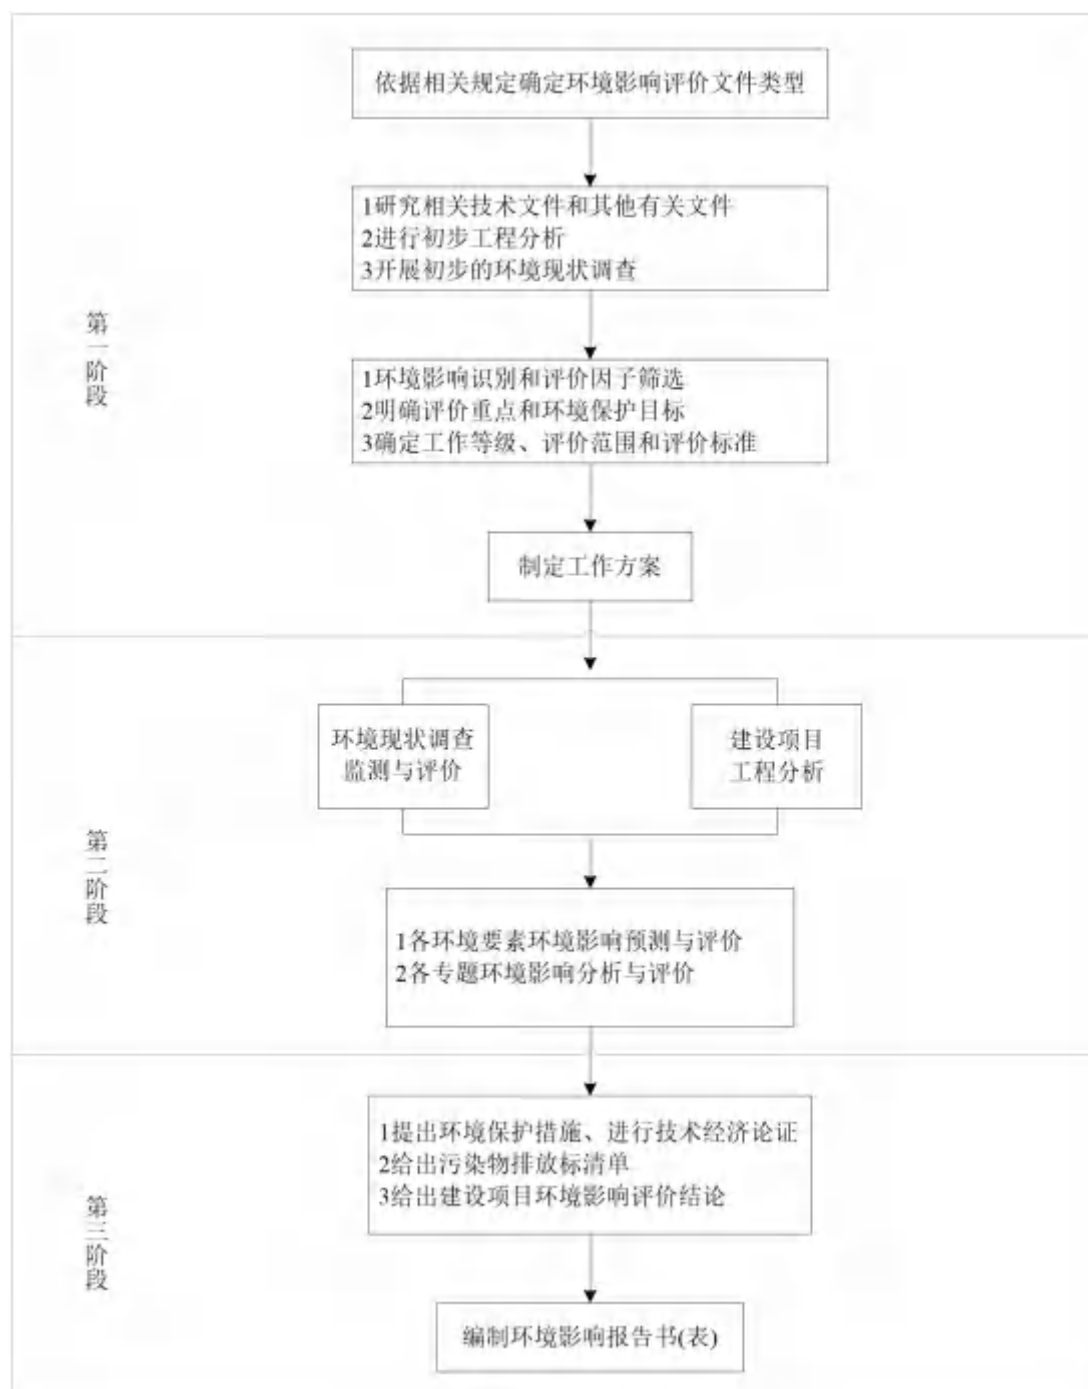 依据相关规定确定环境影响评价文件类型
1研究相关技术文件和其他有关文件
2进行初步工程分析
3开展初步的环境现状调查
第一阶段
1环境影响识别和评价因子筛选
2明确评价重点和环境保护目标
3确定工作等级、评价范围和评价标准
制定工作方案
环境现状调查
监测与评价
建设项目
工程分析
第二阶段
1各环境要素环境影响预测与评价
2各专题环境影响分析与评价
1提出环境保护措施、进行技术经济论证
2给出污染物排放标清单
3给出建设项目环境影响评价结论
第三阶段
编制环境影响报告书(表)